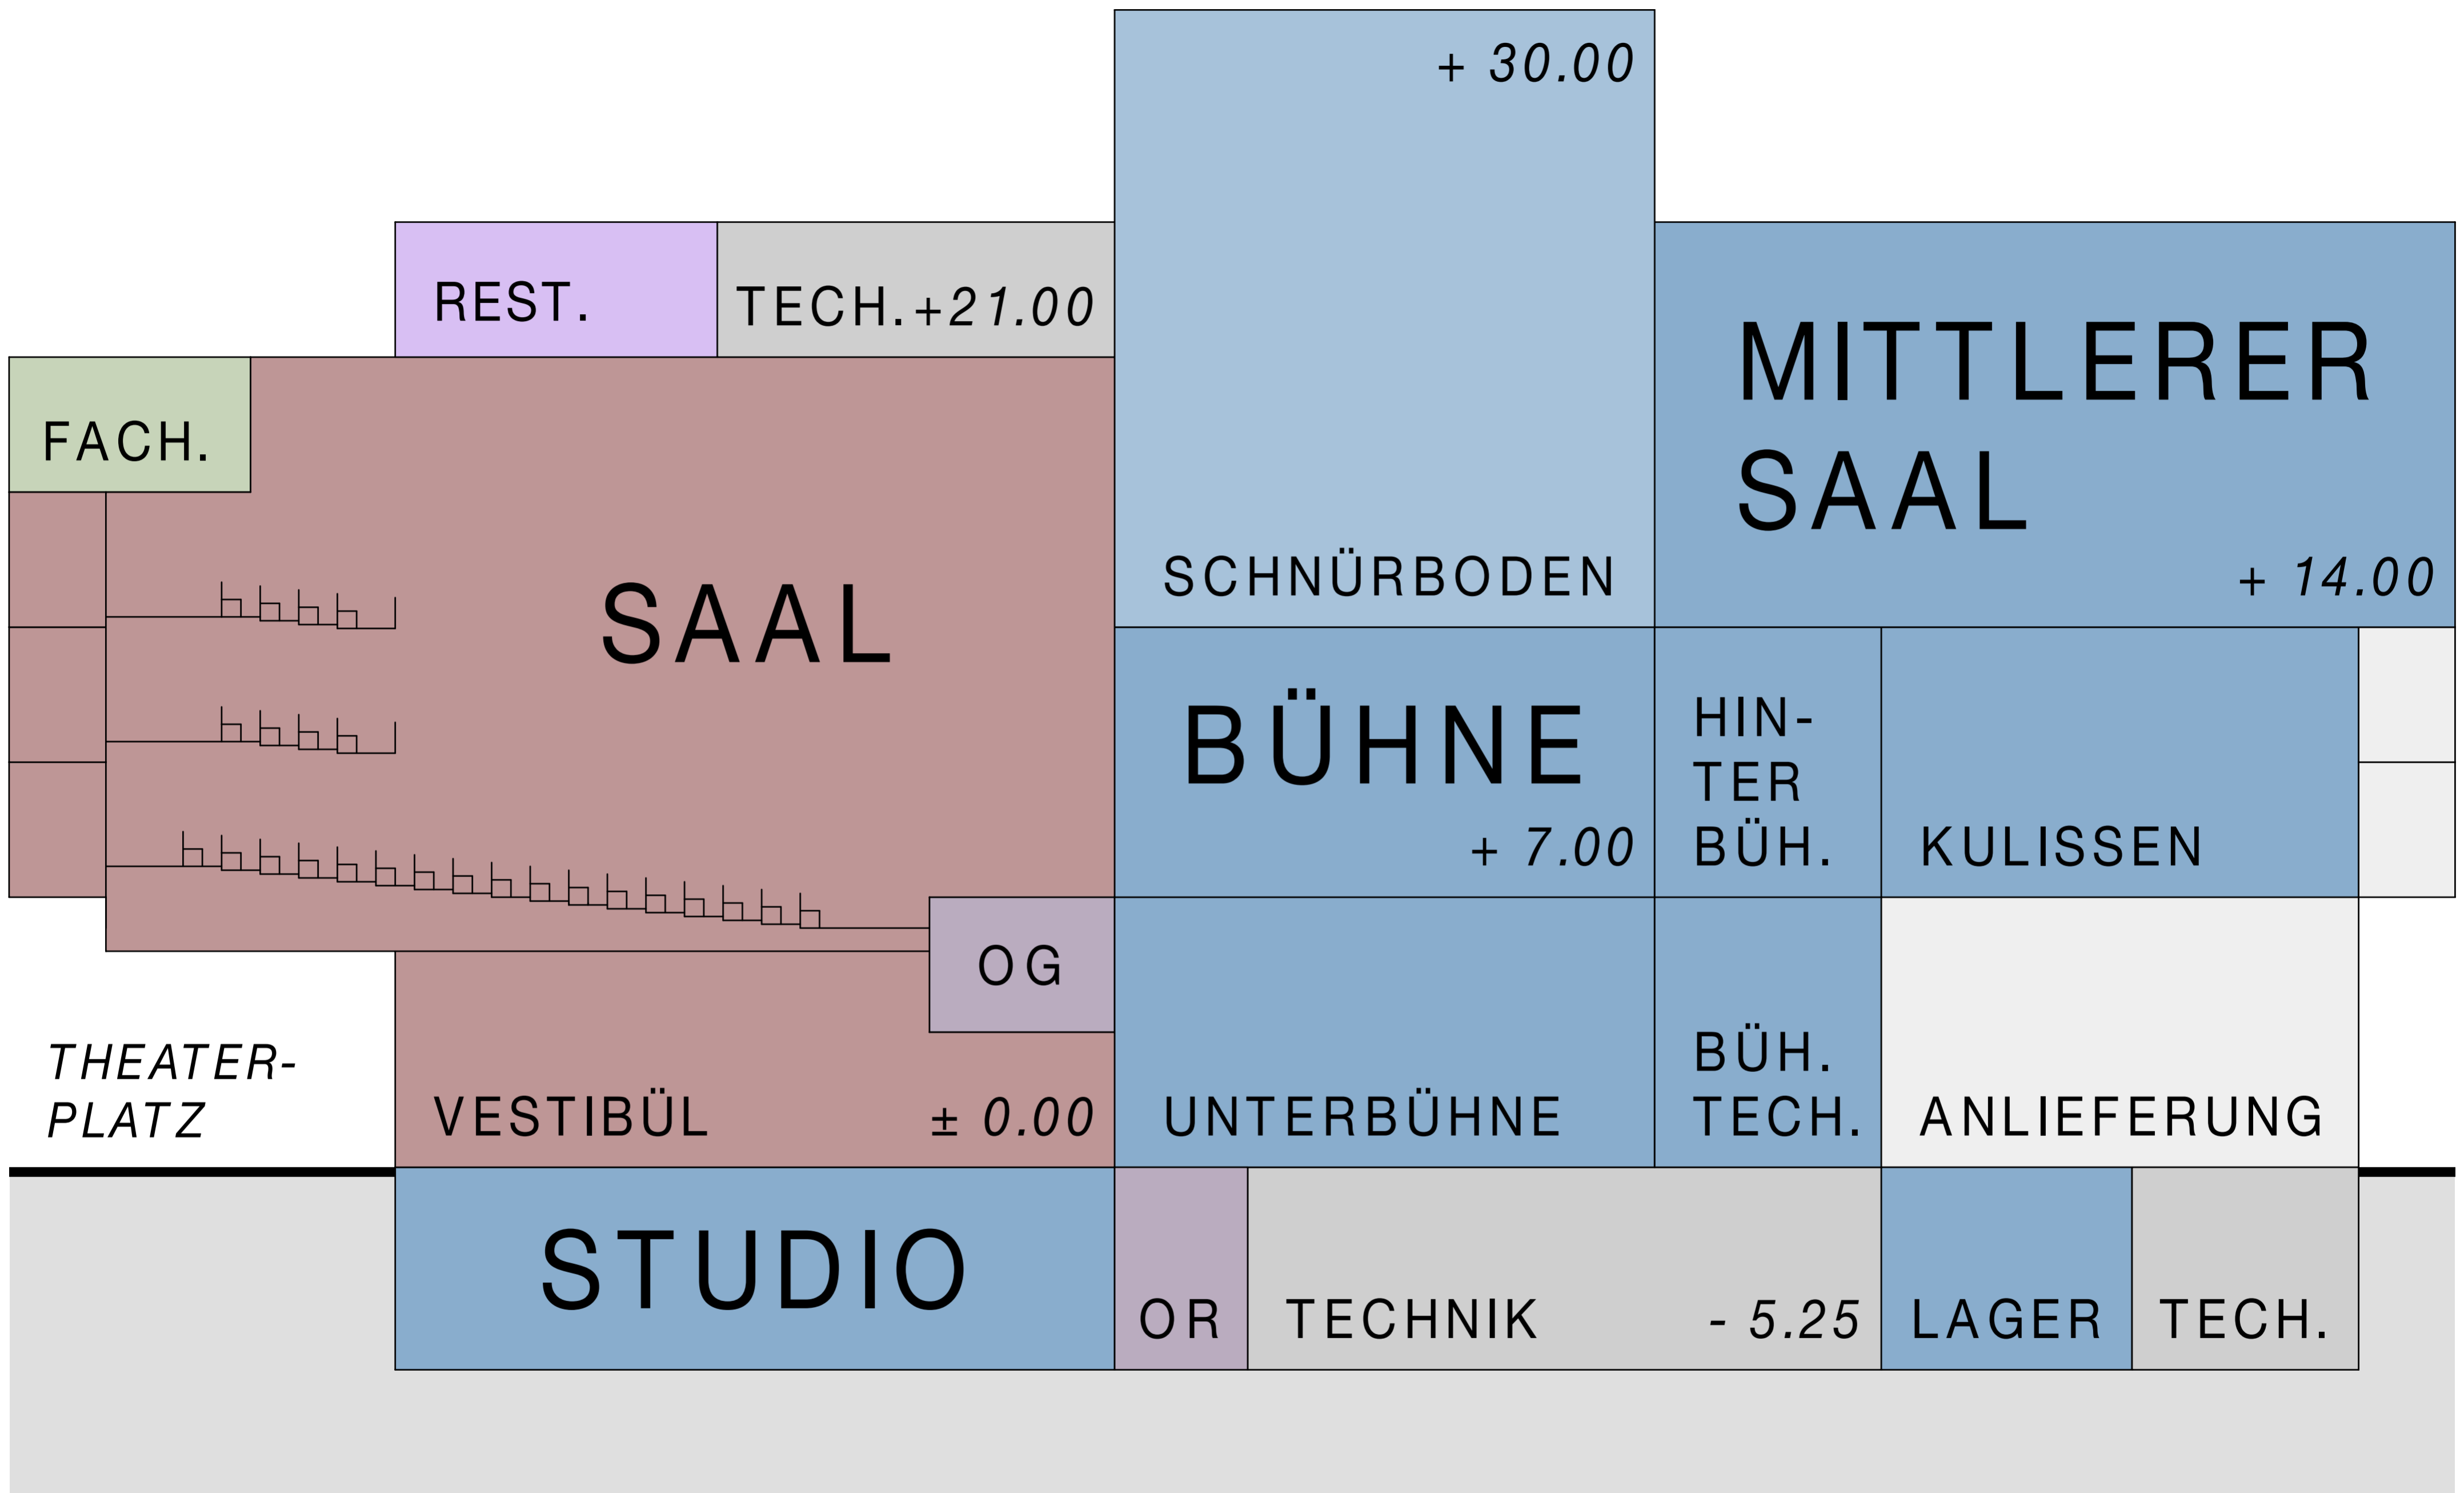 + 30.00
REST.
TECH.+21.00
MITTLERER
SAAL
+ 14.00
FACH.
SAAL
SCHNÜRBODEN
BÜHNE
+ 7.00
HIN-
TER
BÜH.
KULISSEN
OG
THEATER-
PLATZ
VESTIBÜL ± 0.00
UNTERBÜHNE
BÜH.
TECH.
ANLIEFERUNG
STUDIO
OR
TECHNIK - 5.25
LAGER
TECH.